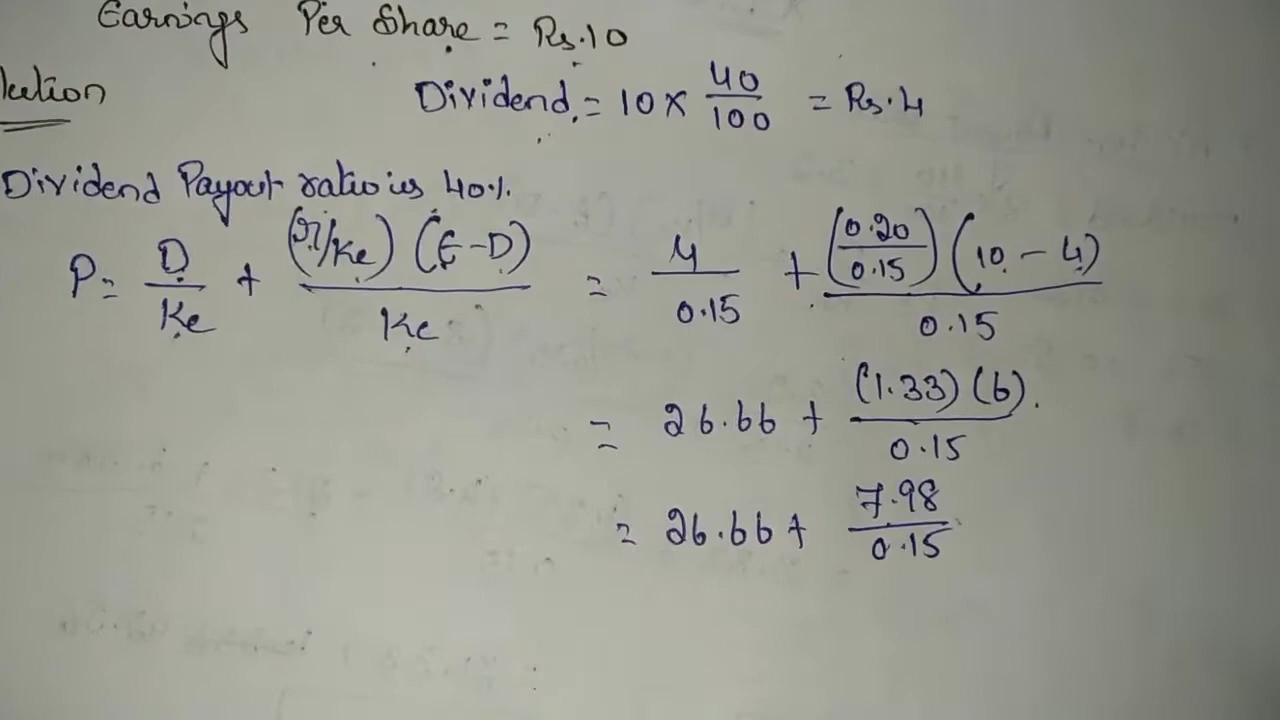 Earnings Per Share = Rs.10
lution
Dividend = 10 × 40/100 = Rs.4
Dividend Payout ratio is 40%.
P = D/Ke + (r/Ke) (E-D)/Ke = 4/0.15 + (0.20/0.15) (10 - 4)/0.15
= 26.66 + (1.33) (6)/0.15
= 26.66 + 7.98/0.15